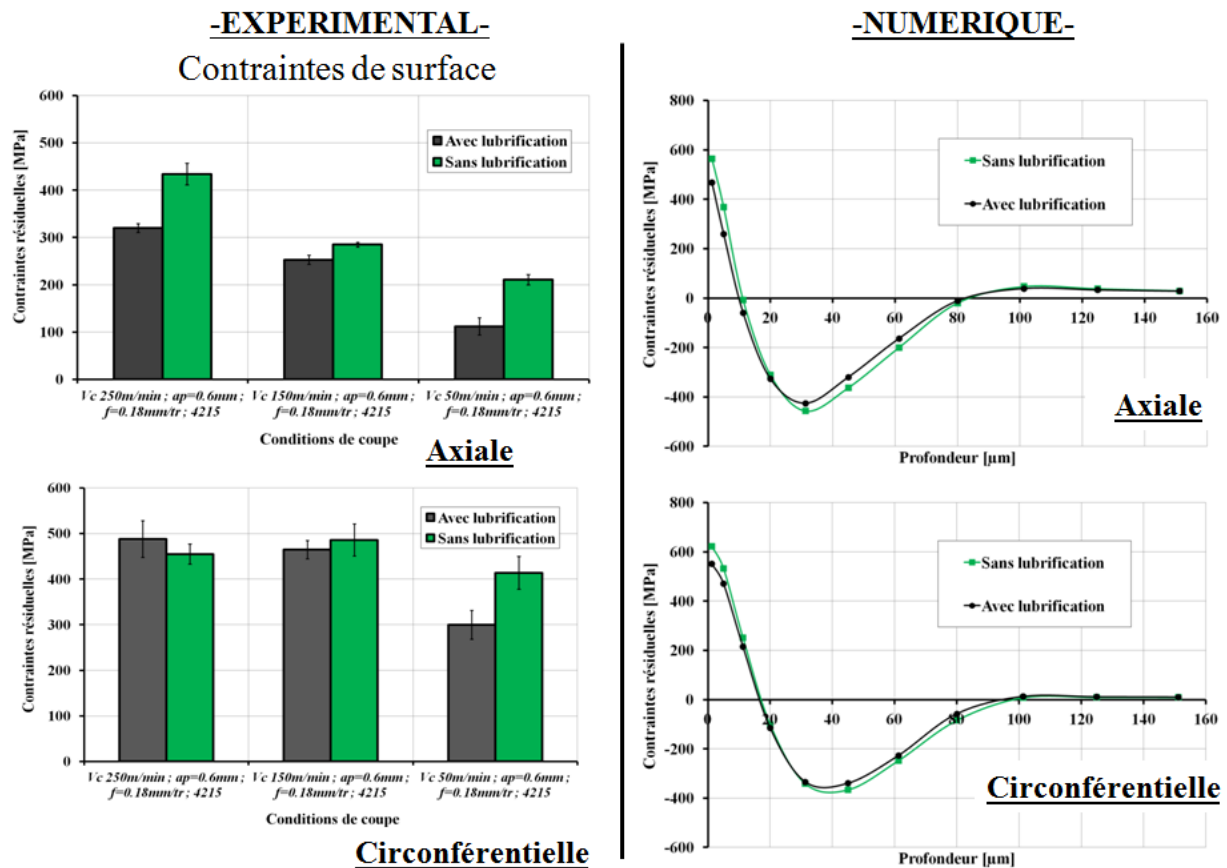 -EXPERIMENTAL-
Contraintes de surface
600
500
400
300
200
100
0
Contraintes résiduelles [MPa]
Avec lubrification
Sans lubrification
Vc 250m/min ; ap=0.6mm ;
f=0.18mm/tr ; 4215
Vc 150m/min ; ap=0.6mm ;
f=0.18mm/tr ; 4215
Vc 50m/min ; ap=0.6mm ;
f=0.18mm/tr ; 4215
Conditions de coupe
Axiale
600
500
400
300
200
100
0
Contraintes résiduelles [MPa]
Avec lubrification
Sans lubrification
Vc 250m/min ; ap=0.6mm ;
f=0.18mm/tr ; 4215
Vc 150m/min ; ap=0.6mm ;
f=0.18mm/tr ; 4215
Vc 50m/min ; ap=0.6mm ;
f=0.18mm/tr ; 4215
Conditions de coupe
Circonférentielle
-NUMERIQUE-
800
600
400
200
0
-200
-400
-600
Contraintes résiduelles [MPa]
Sans lubrification
Avec lubrification
0 20 40 60 80 100 120 140 160
Axiale
Profondeur [µm]
800
600
400
200
0
-200
-400
-600
Contraintes résiduelles [MPa]
Sans lubrification
Avec lubrification
0 20 40 60 80 100 120 140 160
Circonférentielle
Profondeur [µm]